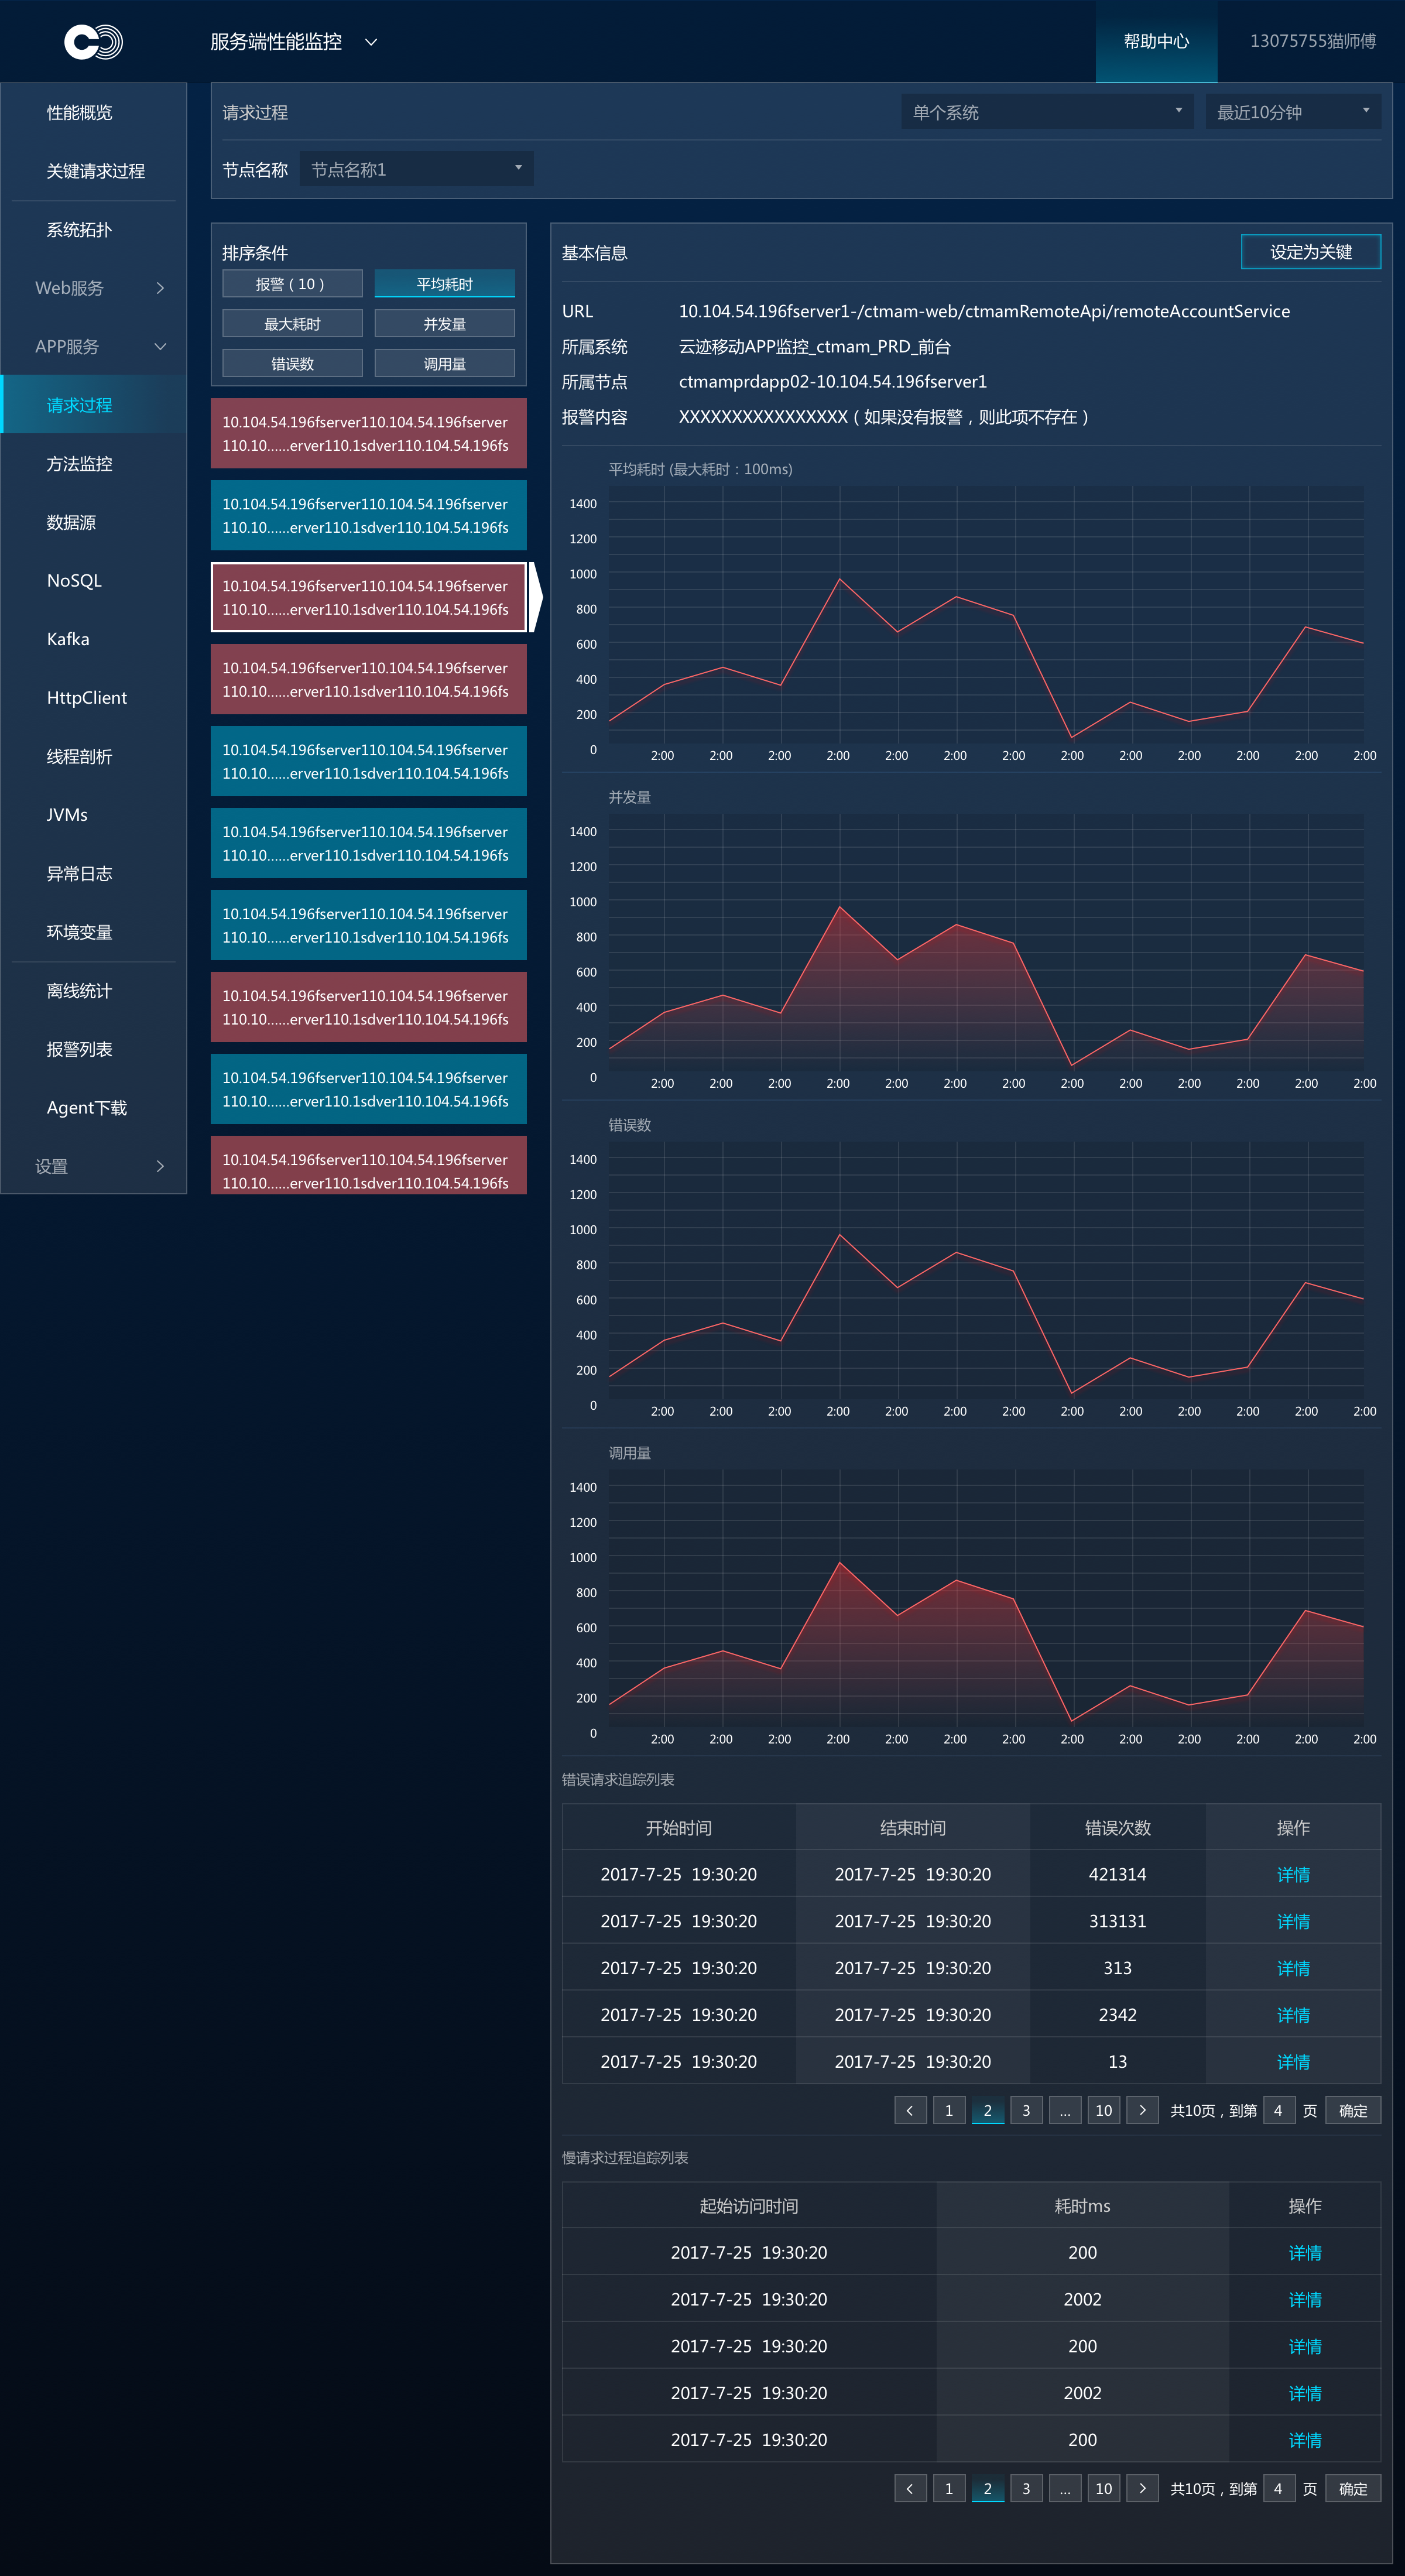 服务端性能监控
帮助中心
13075755猫师傅
性能概览
关键请求过程
系统拓扑
Web服务
APP服务
请求过程
方法监控
数据源
NoSQL
Kafka
HttpClient
线程剖析
JVMs
异常日志
环境变量
离线统计
报警列表
Agent下载
设置
请求过程
单个系统
最近10分钟
节点名称 节点名称1
排序条件
报警（10） 平均耗时
最大耗时 并发量
错误数 调用量
10.104.54.196fserver110.104.54.196fserver
110.10......erver110.1sdver110.104.54.196fs
10.104.54.196fserver110.104.54.196fserver
110.10......erver110.1sdver110.104.54.196fs
10.104.54.196fserver110.104.54.196fserver
110.10......erver110.1sdver110.104.54.196fs
10.104.54.196fserver110.104.54.196fserver
110.10......erver110.1sdver110.104.54.196fs
10.104.54.196fserver110.104.54.196fserver
110.10......erver110.1sdver110.104.54.196fs
10.104.54.196fserver110.104.54.196fserver
110.10......erver110.1sdver110.104.54.196fs
10.104.54.196fserver110.104.54.196fserver
110.10......erver110.1sdver110.104.54.196fs
10.104.54.196fserver110.104.54.196fserver
110.10......erver110.1sdver110.104.54.196fs
10.104.54.196fserver110.104.54.196fserver
110.10......erver110.1sdver110.104.54.196fs
10.104.54.196fserver110.104.54.196fserver
110.10......erver110.1sdver110.104.54.196fs
基本信息 设定为关键
URL 10.104.54.196fserver1-/ctmam-web/ctmamRemoteApi/remoteAccountService
所属系统 云迹移动APP监控_ctmam_PRD_前台
所属节点 ctmamprdapp02-10.104.54.196fserver1
报警内容 XXXXXXXXXXXXXXXX（如果没有报警，则此项不存在）
平均耗时 (最大耗时：100ms)
1400
1200
1000
800
600
400
200
0
2:00 2:00 2:00 2:00 2:00 2:00 2:00 2:00 2:00 2:00 2:00 2:00 2:00
并发量
1400
1200
1000
800
600
400
200
0
2:00 2:00 2:00 2:00 2:00 2:00 2:00 2:00 2:00 2:00 2:00 2:00 2:00
错误数
1400
1200
1000
800
600
400
200
0
2:00 2:00 2:00 2:00 2:00 2:00 2:00 2:00 2:00 2:00 2:00 2:00 2:00
调用量
1400
1200
1000
800
600
400
200
0
2:00 2:00 2:00 2:00 2:00 2:00 2:00 2:00 2:00 2:00 2:00 2:00 2:00
错误请求追踪列表
开始时间 结束时间 错误次数 操作
2017-7-25 19:30:20 2017-7-25 19:30:20 421314 详情
2017-7-25 19:30:20 2017-7-25 19:30:20 313131 详情
2017-7-25 19:30:20 2017-7-25 19:30:20 313 详情
2017-7-25 19:30:20 2017-7-25 19:30:20 2342 详情
2017-7-25 19:30:20 2017-7-25 19:30:20 13 详情
< 1 2 3 ... 10 > 共10页，到第 4 页 确定
慢请求过程追踪列表
起始访问时间 耗时ms 操作
2017-7-25 19:30:20 200 详情
2017-7-25 19:30:20 2002 详情
2017-7-25 19:30:20 200 详情
2017-7-25 19:30:20 2002 详情
2017-7-25 19:30:20 200 详情
< 1 2 3 ... 10 > 共10页，到第 4 页 确定